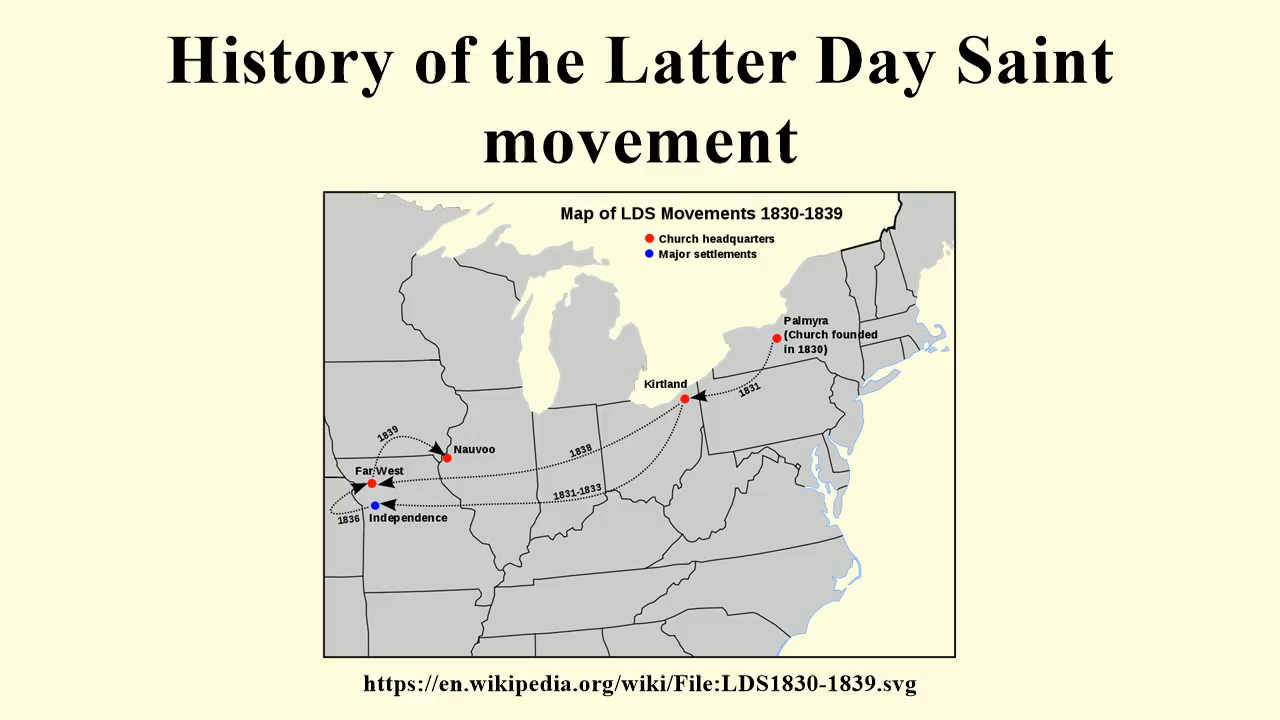 History of the Latter Day Saint
movement
Map of LDS Movements 1830-1839
Church headquarters
Major settlements
Palmyra
(Church founded
in 1830)
Kirtland
1831
1839
Nauvoo
1838
Far West
1831-1833
1836
Independence
https://en.wikipedia.org/wiki/File:LDS1830-1839.svg